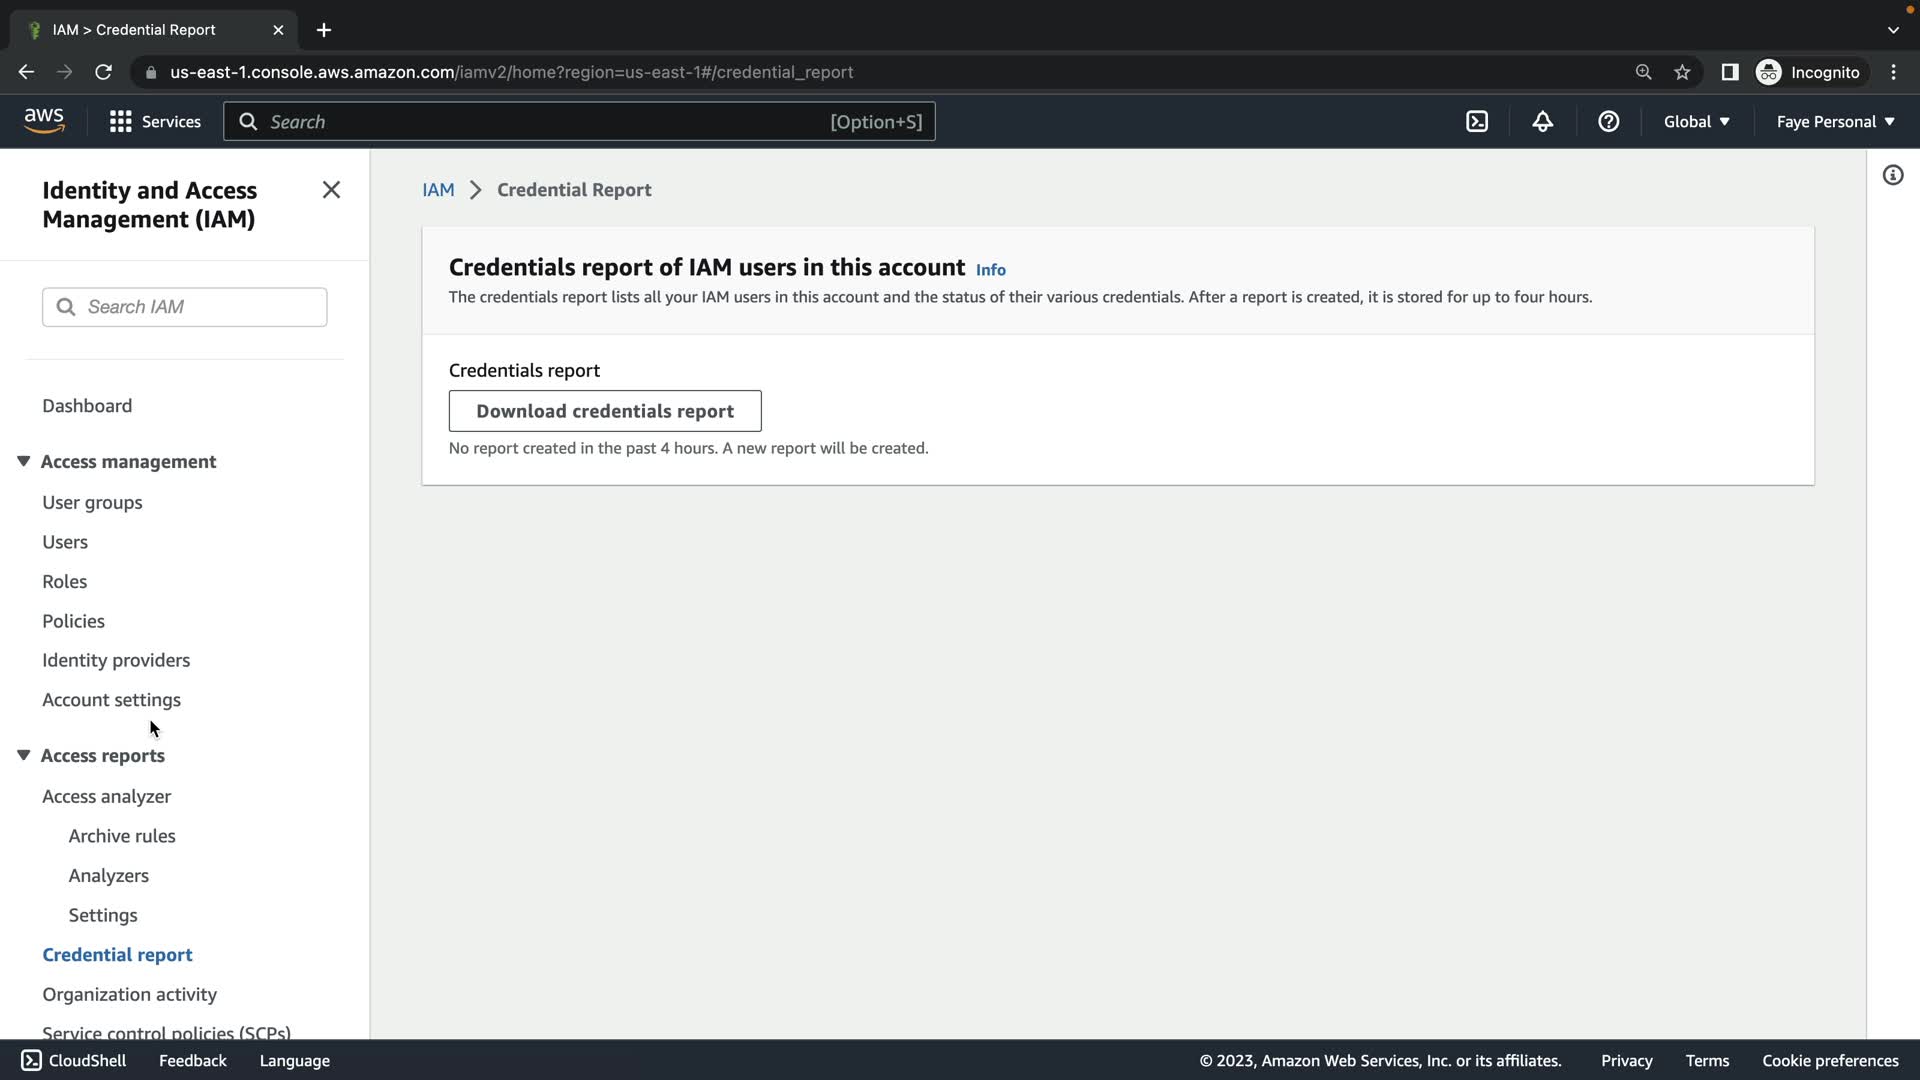 IAM > Credential Report
us-east-1.console.aws.amazon.com/iamv2/home?region=us-east-1#/credential_report
Incognito
aws
Services
Search
[Option+S]
Global
Faye Personal
Identity and Access
Management (IAM)
Search IAM
Dashboard
Access management
User groups
Users
Roles
Policies
Identity providers
Account settings
Access reports
Access analyzer
Archive rules
Analyzers
Settings
Credential report
Organization activity
Service control policies (SCPs)
IAM > Credential Report
Credentials report of IAM users in this account Info
The credentials report lists all your IAM users in this account and the status of their various credentials. After a report is created, it is stored for up to four hours.
Credentials report
Download credentials report
No report created in the past 4 hours. A new report will be created.
CloudShell
Feedback
Language
© 2023, Amazon Web Services, Inc. or its affiliates.
Privacy
Terms
Cookie preferences